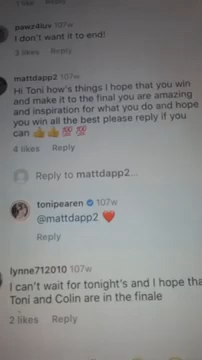 1 like Reply
pawz4luv 107w
I don't want it to end!
3 likes Reply
mattdapp2 107w
Hi Toni how's things I hope that you win
and make it to the final you are amazing
and inspiration for what you do and hope
you win all the best please reply if you
can 👍👍💯💯
4 likes Reply
Reply to mattdapp2...
tonipearen 107w
@mattdapp2 ❤️
Reply
lynne712010 107w
I can't wait for tonight's and I hope tha
Toni and Colin are in the finale
2 likes Reply